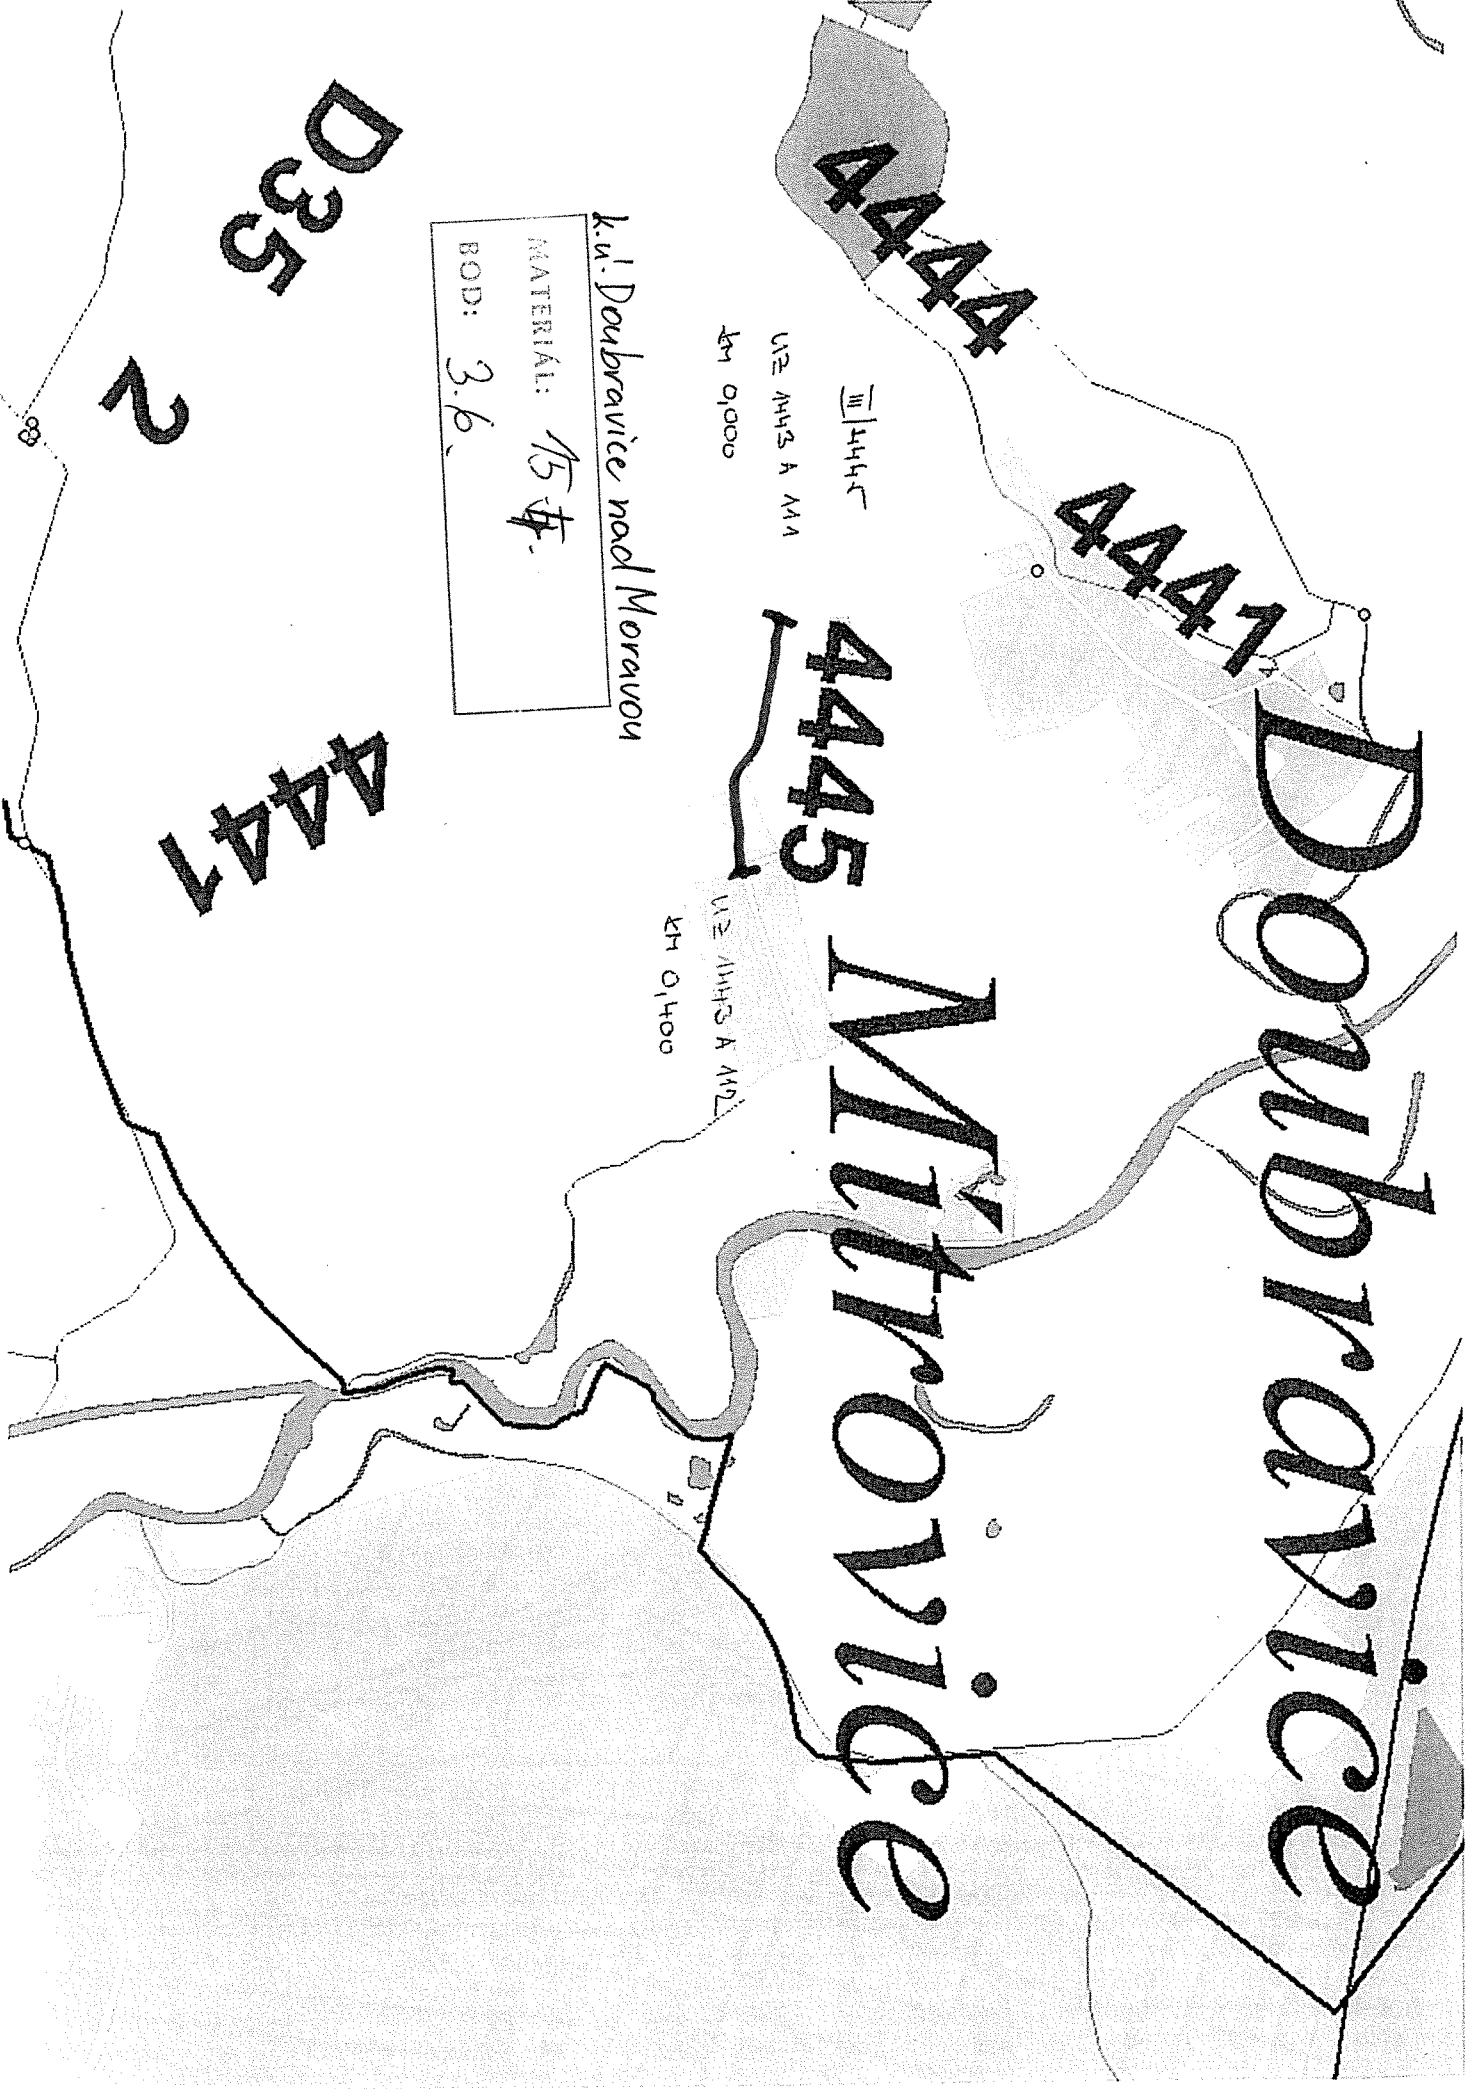 Doubravice
Mitrovice
4444
4441
4445
III/4445
UZ 1443 A 111
km 0,000
UZ 1443 A 112
km 0,400
k.ú. Doubravice nad Moravou
MATERIÁL: 15
BOD: 3.6.
D35
2
4441